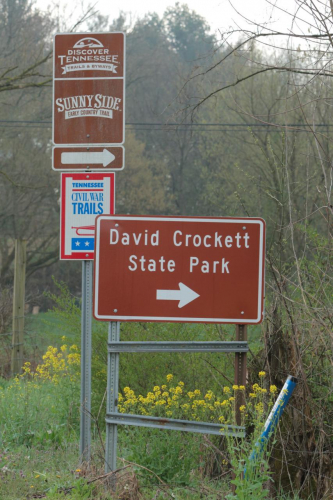 DISCOVER
TENNESSEE
TRAILS & BYWAYS
SUNNY SIDE
EARLY COUNTRY TRAIL
TENNESSEE
CIVIL WAR
TRAILS
David Crockett
State Park